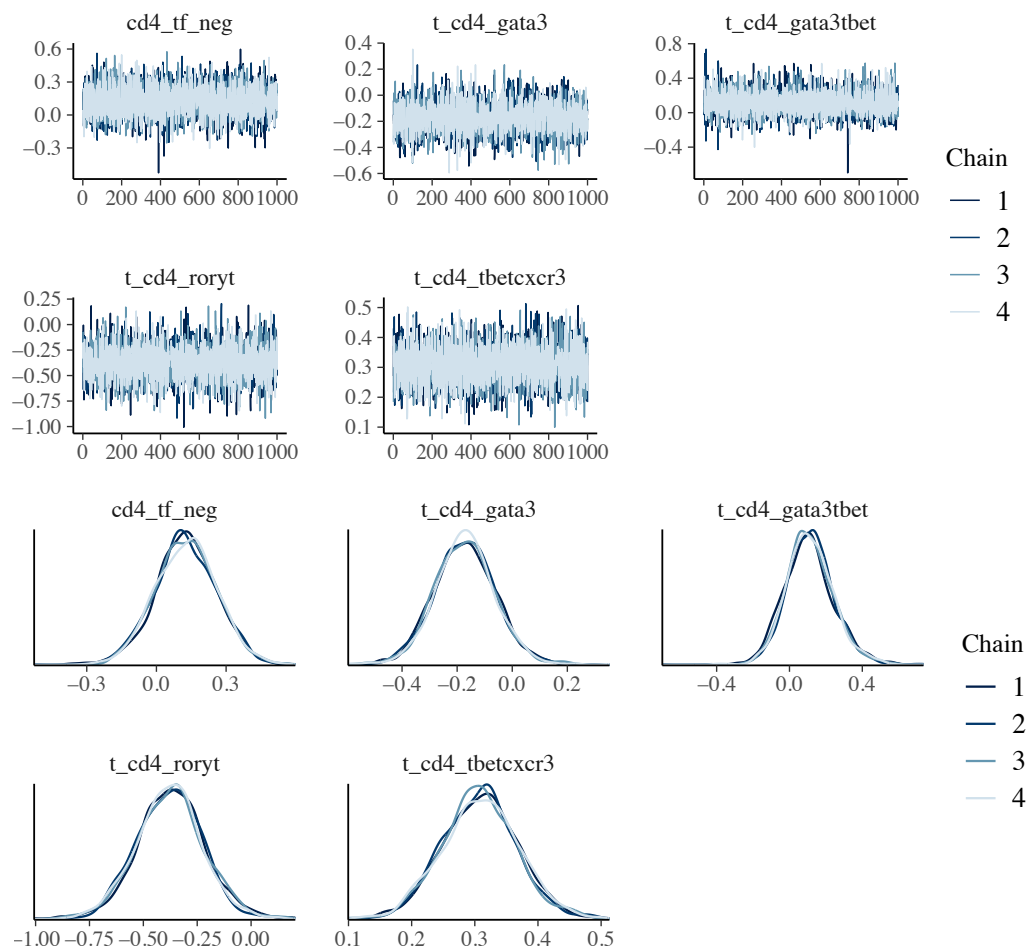 cd4_tf_neg t_cd4_gata3 t_cd4_gata3tbet
0.6 0.3 0.0 −0.3
0 200 400 600 800 1000
0.4 0.2 0.0 −0.2 −0.4 −0.6
0 200 400 600 800 1000
0.8 0.4 0.0 −0.4
0 200 400 600 800 1000
Chain
1
2
3
4
t_cd4_roryt t_cd4_tbetcxcr3
0.25 0.00 −0.25 −0.50 −0.75 −1.00
0 200 400 600 800 1000
0.5 0.4 0.3 0.2 0.1
0 200 400 600 800 1000
cd4_tf_neg t_cd4_gata3 t_cd4_gata3tbet
−0.3 0.0 0.3
−0.4 −0.2 0.0 0.2
−0.4 0.0 0.4
Chain
1
2
3
4
t_cd4_roryt t_cd4_tbetcxcr3
−1.00 −0.75 −0.50 −0.25 0.00
0.1 0.2 0.3 0.4 0.5